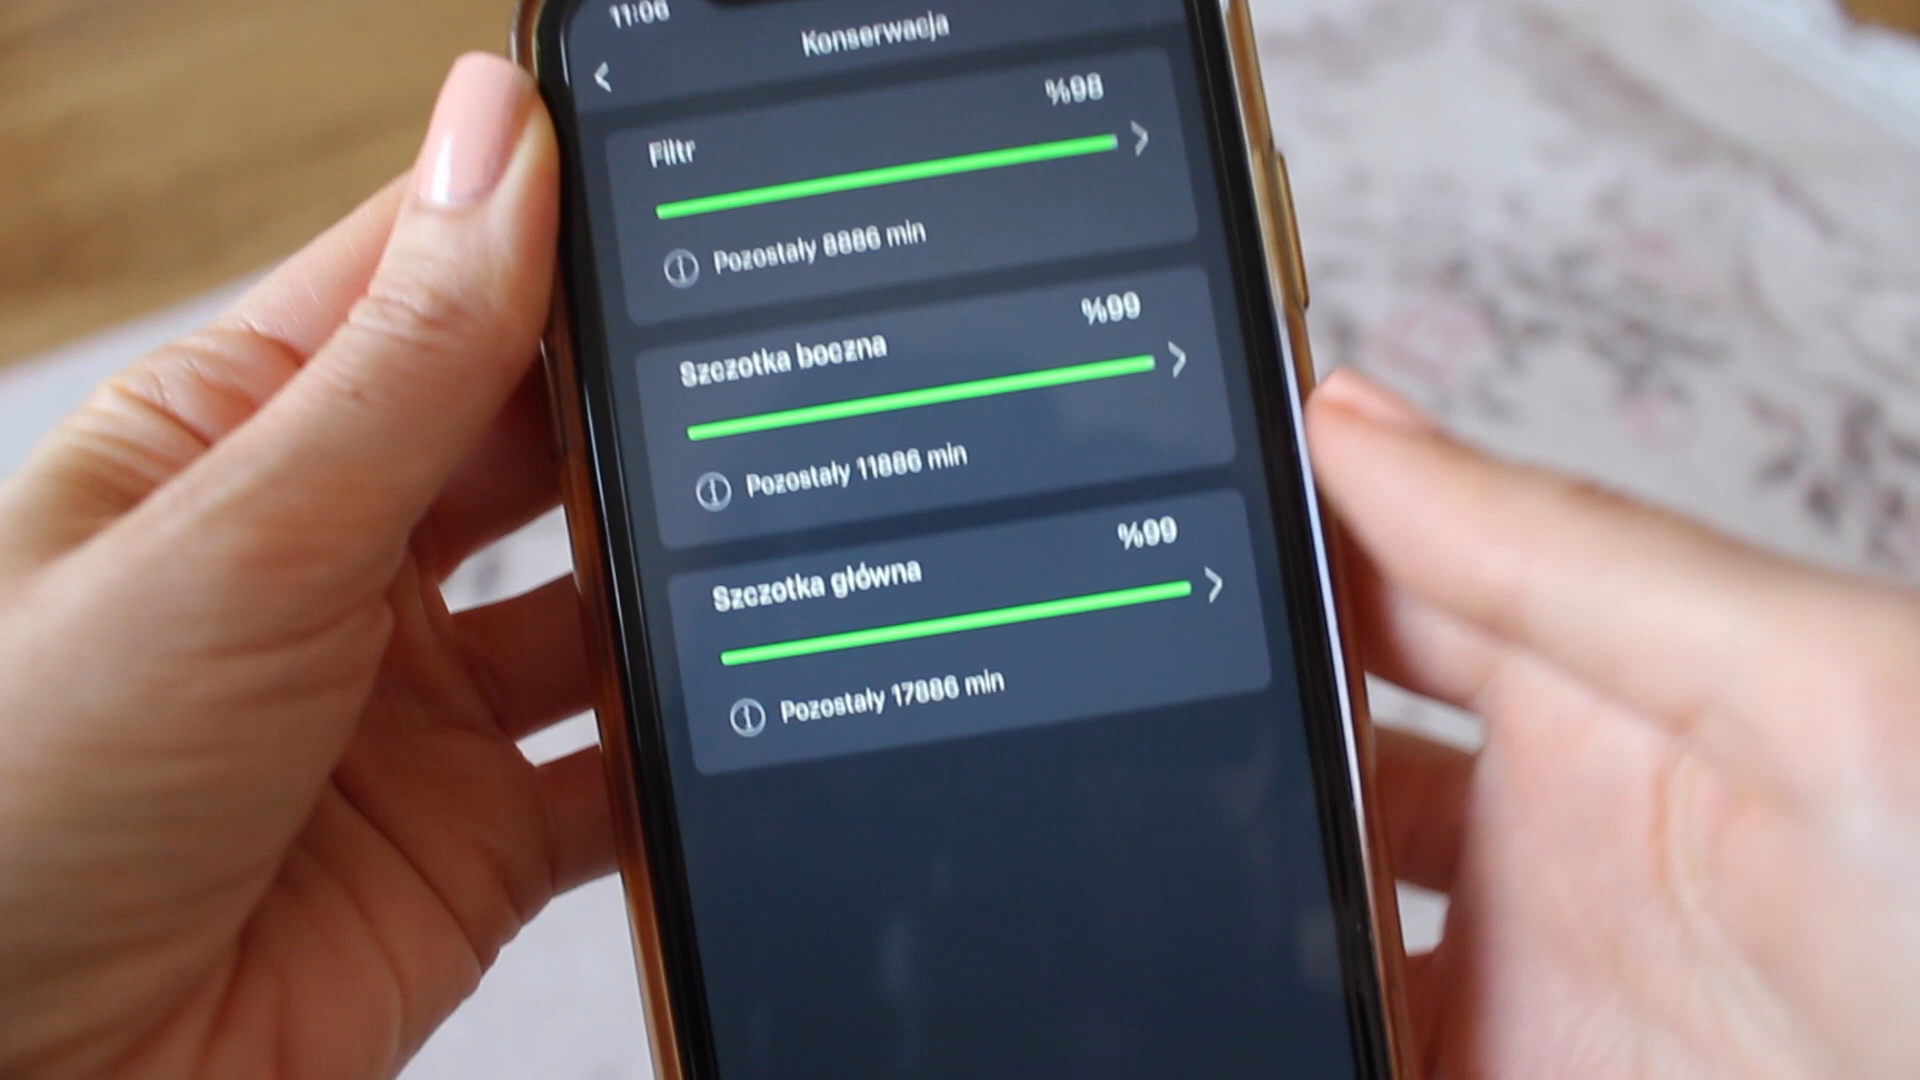 11:06
Konserwacja
%98
Filtr
Pozostały 8886 min
%99
Szczotka boczna
Pozostały 11886 min
%99
Szczotka główna
Pozostały 17886 min